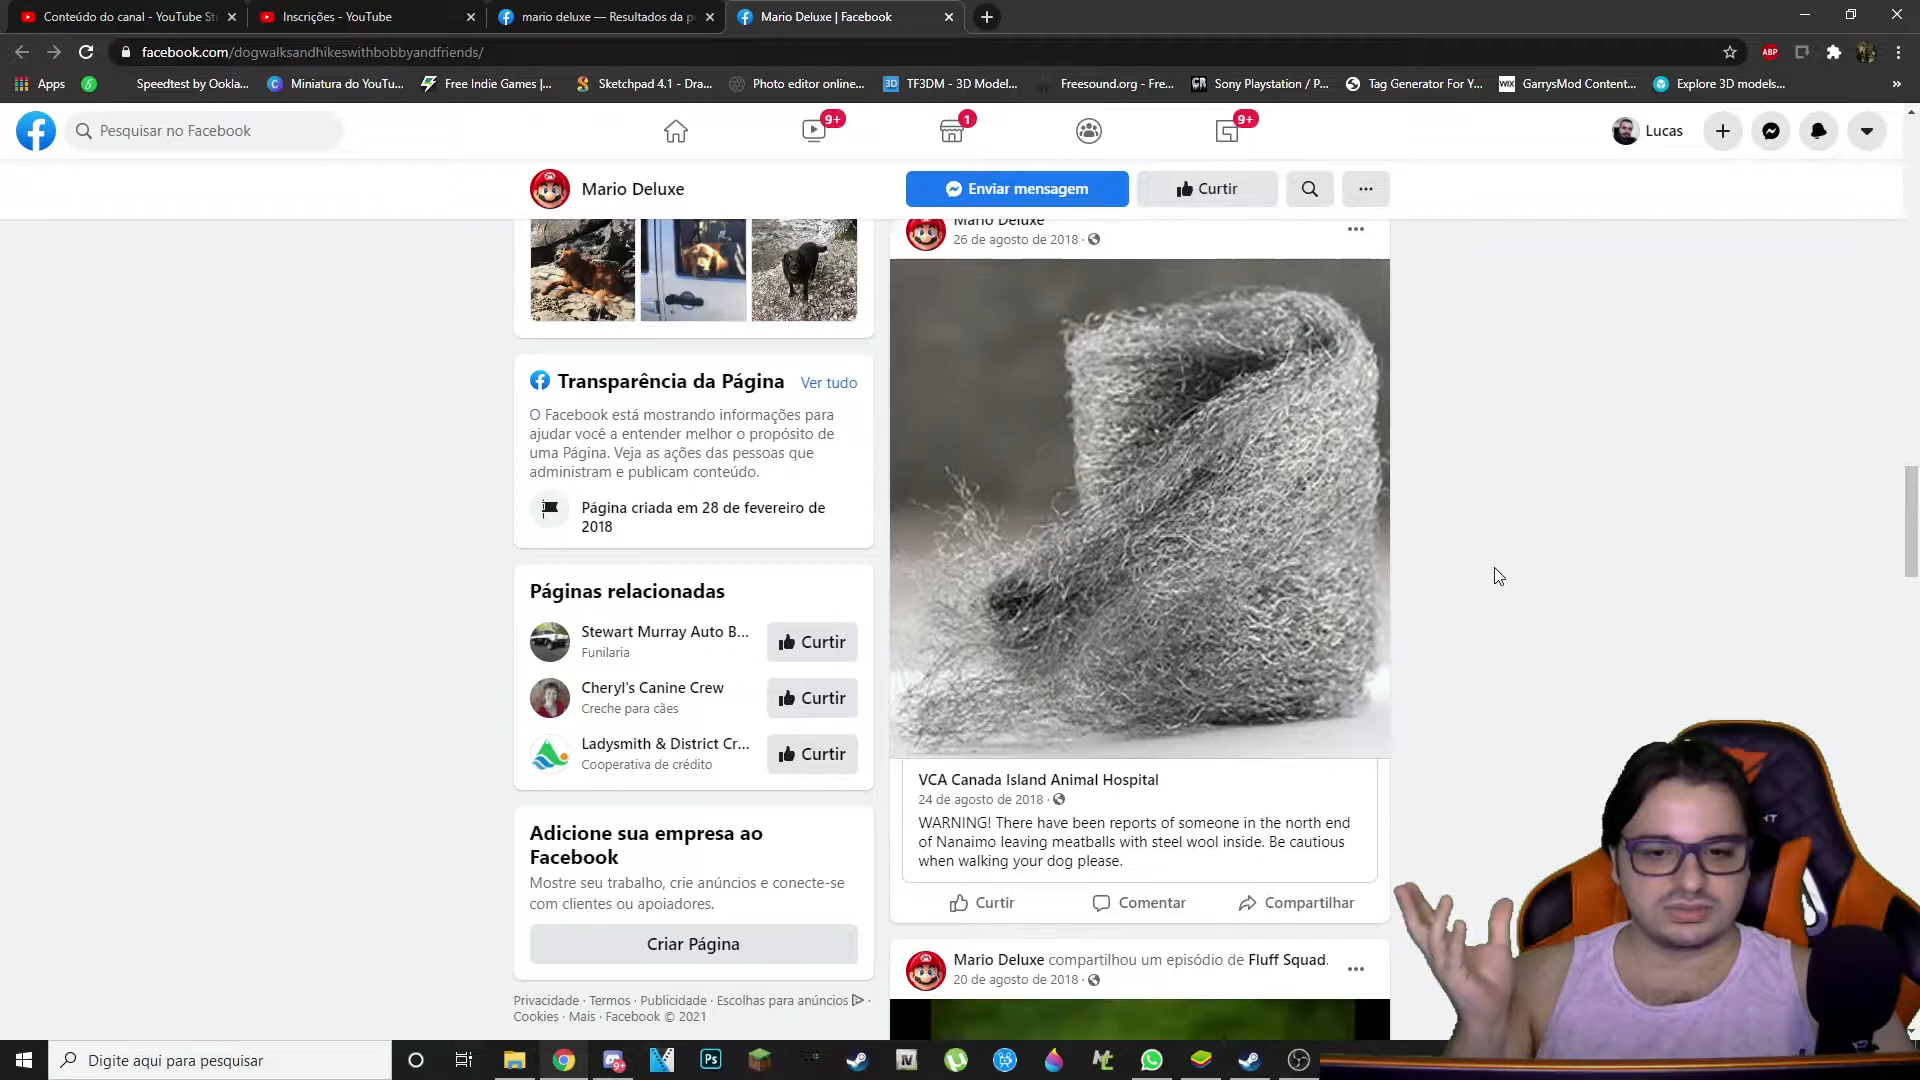 Conteúdo do canal - YouTube St
Inscrições - YouTube
mario deluxe — Resultados da p
Mario Deluxe | Facebook
facebook.com/dogwalksandhikeswithbobbyandfriends/
ABP
Apps
Speedtest by Ookla...
Miniatura do YouTu...
Free Indie Games |...
Sketchpad 4.1 - Dra...
Photo editor online...
TF3DM - 3D Model...
Freesound.org - Fre...
Sony Playstation / P...
Tag Generator For Y...
GarrysMod Content...
Explore 3D models...
»
Pesquisar no Facebook
9+
1
9+
Lucas
Mario Deluxe
Enviar mensagem
Curtir
Mario Deluxe
26 de agosto de 2018 ·
Transparência da Página
Ver tudo
O Facebook está mostrando informações para
ajudar você a entender melhor o propósito de
uma Página. Veja as ações das pessoas que
administram e publicam conteúdo.
Página criada em 28 de fevereiro de
2018
Páginas relacionadas
Stewart Murray Auto B...
Funilaria
Curtir
Cheryl's Canine Crew
Creche para cães
Curtir
Ladysmith & District Cr...
Cooperativa de crédito
Curtir
Adicione sua empresa ao
Facebook
Mostre seu trabalho, crie anúncios e conecte-se
com clientes ou apoiadores.
Criar Página
Privacidade · Termos · Publicidade · Escolhas para anúncios ·
Cookies · Mais · Facebook © 2021
VCA Canada Island Animal Hospital
24 de agosto de 2018 ·
WARNING! There have been reports of someone in the north end
of Nanaimo leaving meatballs with steel wool inside. Be cautious
when walking your dog please.
Curtir
Comentar
Compartilhar
Mario Deluxe compartilhou um episódio de Fluff Squad.
20 de agosto de 2018 ·
Digite aqui para pesquisar